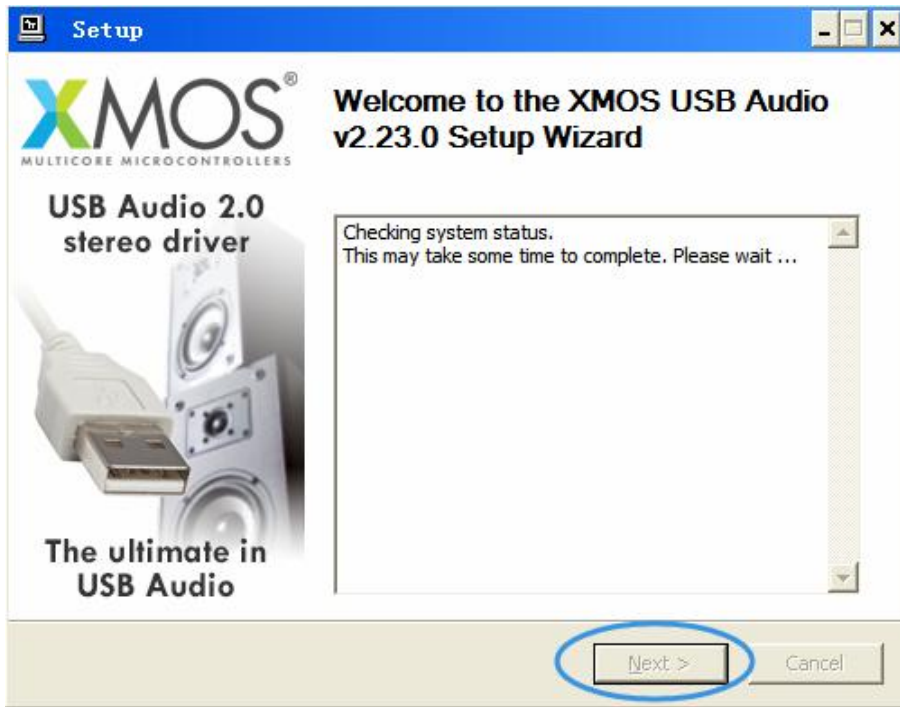 Setup
XMOS®
MULTICORE MICROCONTROLLERS
USB Audio 2.0
stereo driver
The ultimate in
USB Audio
Welcome to the XMOS USB Audio
v2.23.0 Setup Wizard
Checking system status.
This may take some time to complete. Please wait ...
Next >
Cancel